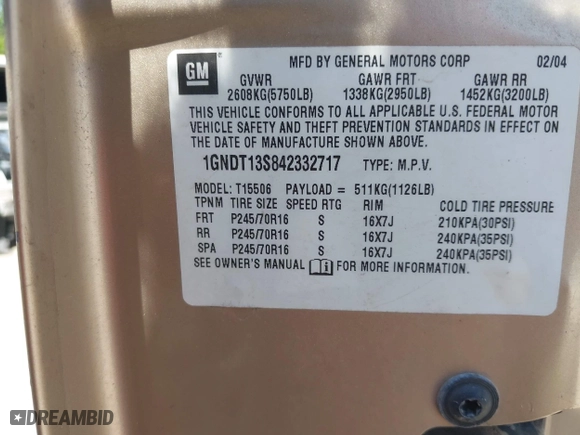 GM
MFD BY GENERAL MOTORS CORP 02/04
GVWR GAWR FRT GAWR RR
2608KG(5750LB) 1338KG(2950LB) 1452KG(3200LB)
THIS VEHICLE CONFORMS TO ALL APPLICABLE U.S. FEDERAL MOTOR
VEHICLE SAFETY AND THEFT PREVENTION STANDARDS IN EFFECT ON
THE DATE OF MANUFACTURE SHOWN ABOVE.
1GNDT13S842332717 TYPE: M.P.V.
MODEL: T15506 PAYLOAD = 511KG(1126LB)
TPNM TIRE SIZE SPEED RTG RIM COLD TIRE PRESSURE
FRT P245/70R16 S 16X7J 210KPA(30PSI)
RR P245/70R16 S 16X7J 240KPA(35PSI)
SPA P245/70R16 S 16X7J 240KPA(35PSI)
SEE OWNER'S MANUAL FOR MORE INFORMATION.
DREAMBID